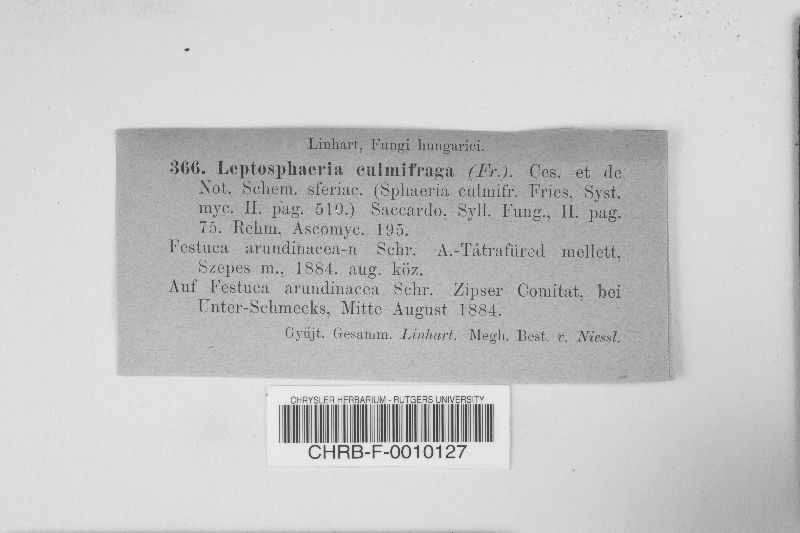 Linhart, Fungi hungarici.
366. Leptosphaeria culmifraga (Fr.). Ces. et de
Not. Schem. sferiac. (Sphaeria culmifr. Fries, Syst.
myc. II. pag. 510.) Saccardo, Syll. Fung., II. pag.
75. Rehm, Ascomyc. 195.
Festuca arundinacea-n Schr. A.-Tátrafüred mellett,
Szepes m., 1884. aug. köz.
Auf Festuca arundinacea Schr. Zipser Comitat, bei
Unter-Schmecks, Mitte August 1884.
Gyüjt. Gesamm. Linhart. Megh. Best. v. Niessl.
CHRYSLER HERBARIUM - RUTGERS UNIVERSITY
CHRB-F-0010127